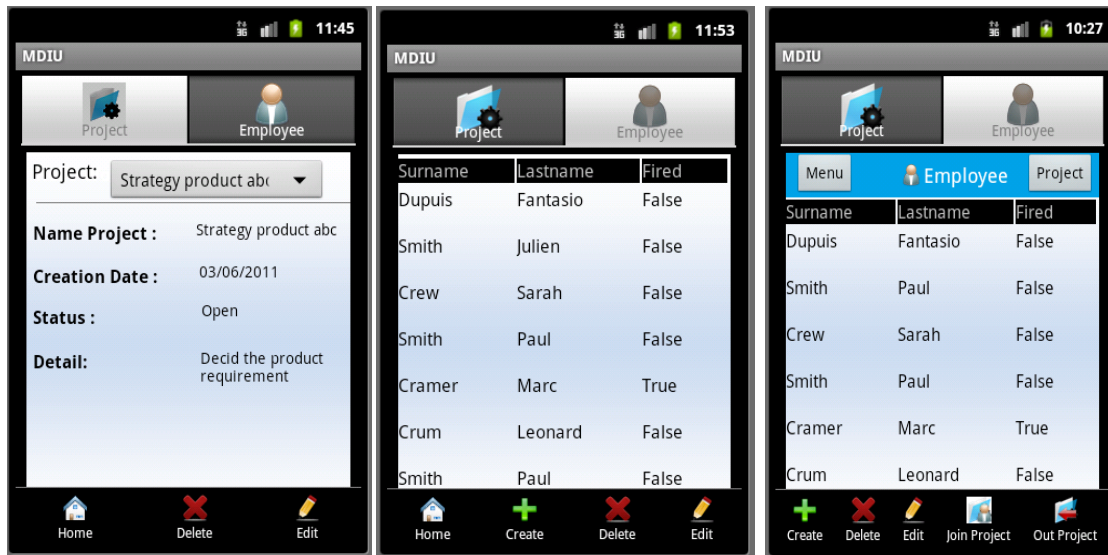 11:45
MDIU
Project Employee
Project: Strategy product abc
Name Project : Strategy product abc
Creation Date : 03/06/2011
Status : Open
Detail: Decid the product
requirement
Home Delete Edit
11:53
MDIU
Project Employee
Surname Lastname Fired
Dupuis Fantasio False
Smith Julien False
Crew Sarah False
Smith Paul False
Cramer Marc True
Crum Leonard False
Smith Paul False
Home Create Delete Edit
10:27
MDIU
Project Employee
Menu Employee Project
Surname Lastname Fired
Dupuis Fantasio False
Smith Paul False
Crew Sarah False
Smith Paul False
Cramer Marc True
Crum Leonard False
Create Delete Edit Join Project Out Project